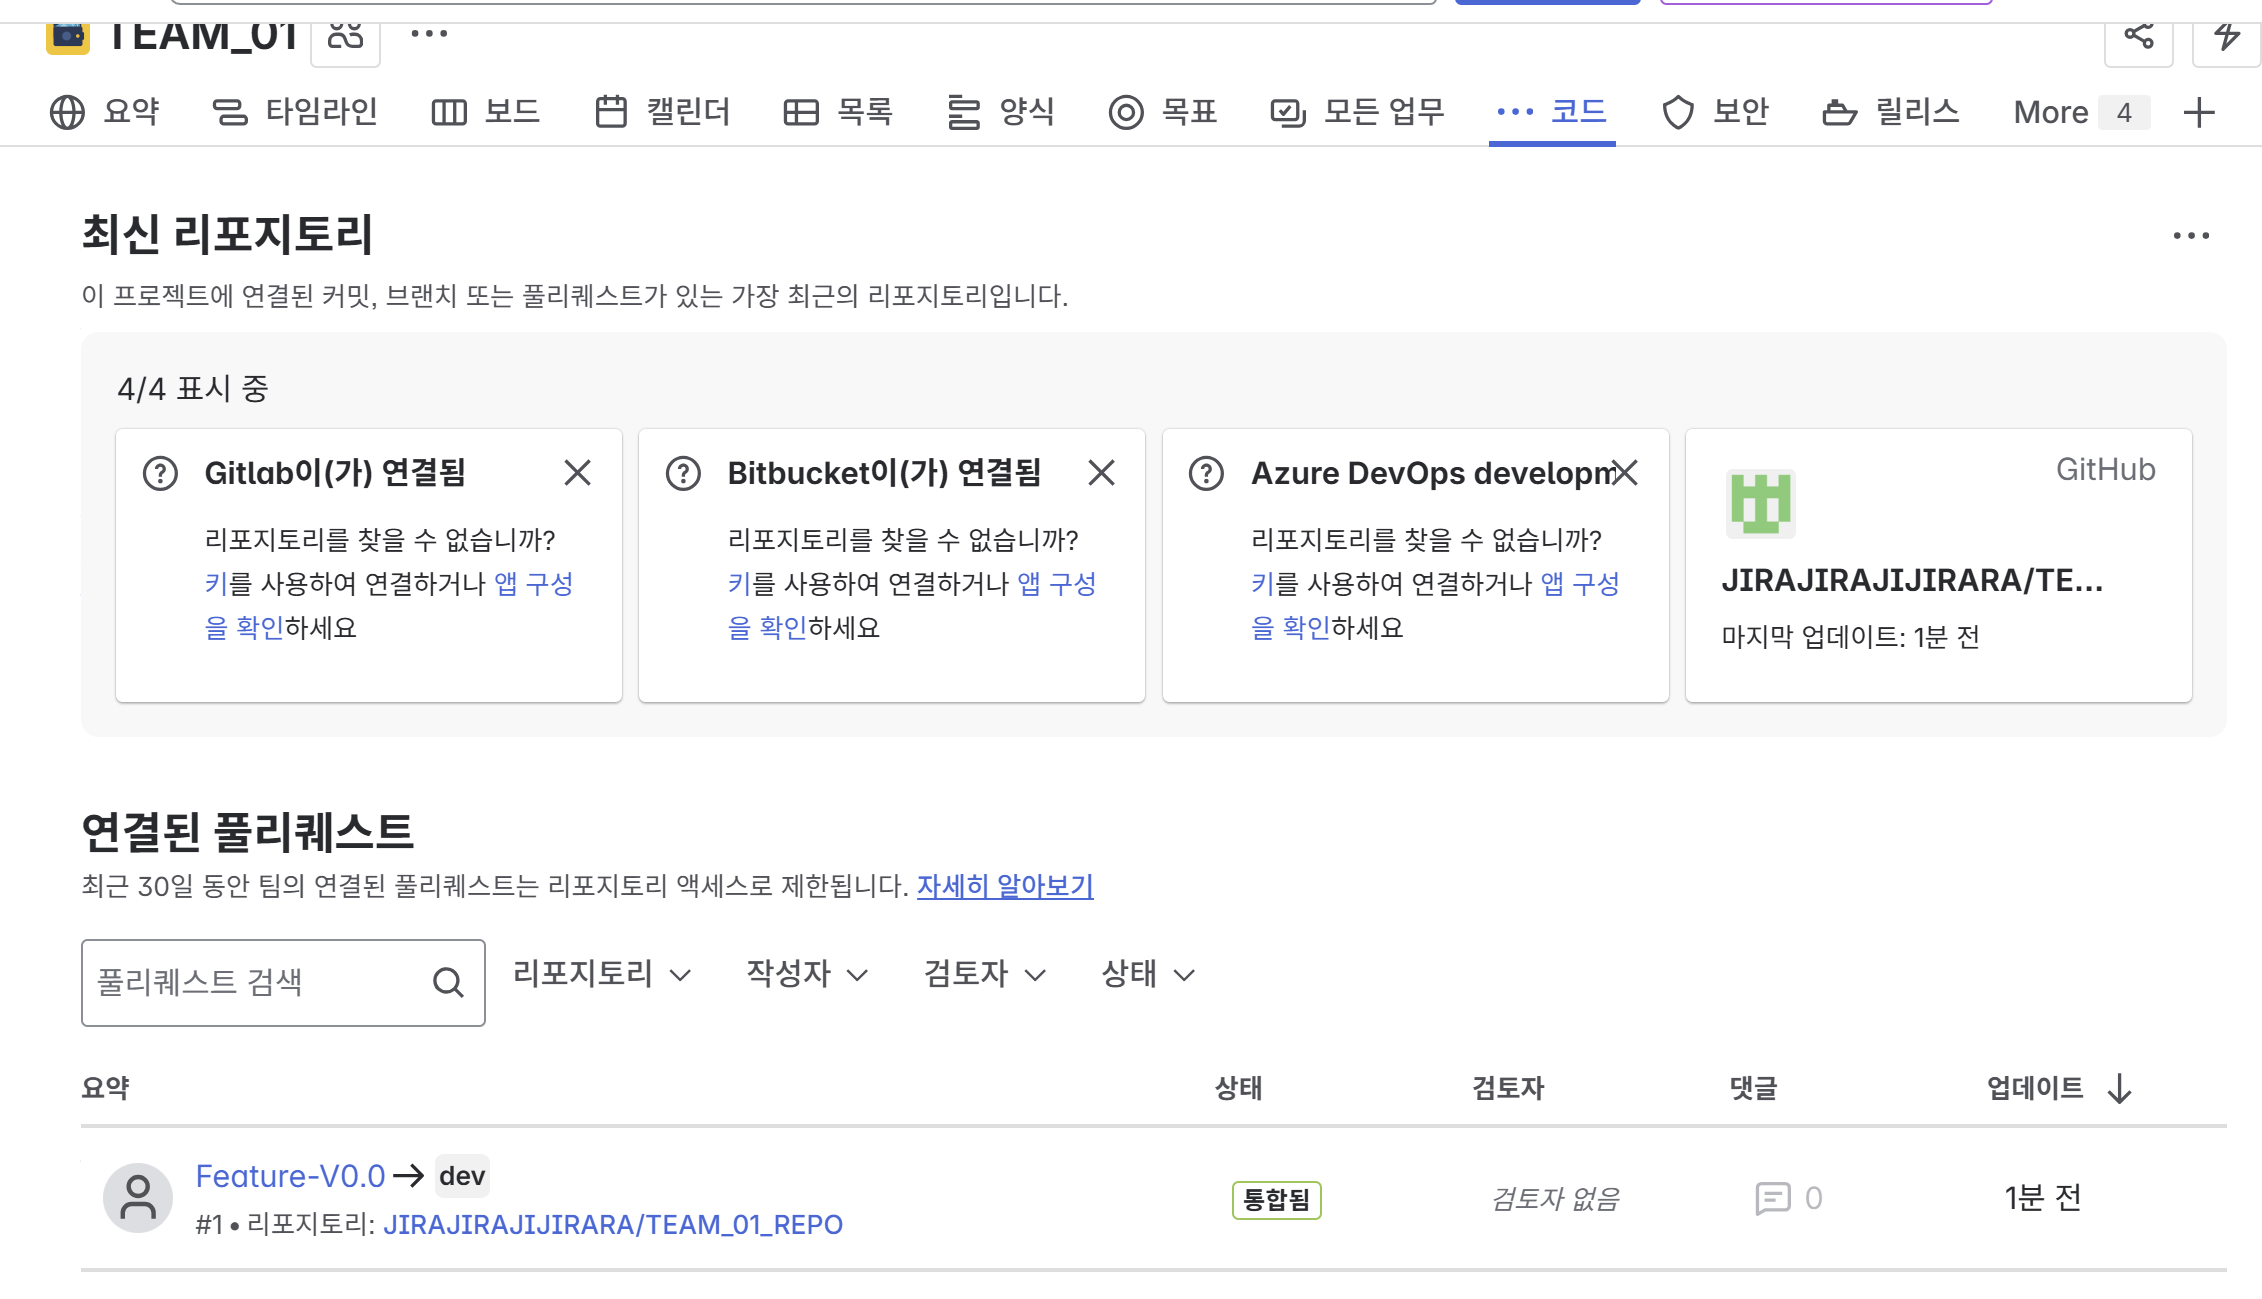 TEAM_01
요약 타임라인 보드 캘린더 목록 양식 목표 모든 업무 코드 보안 릴리스 More 4
최신 리포지토리
이 프로젝트에 연결된 커밋, 브랜치 또는 풀리퀘스트가 있는 가장 최근의 리포지토리입니다.
4/4 표시 중
Gitlab이(가) 연결됨
리포지토리를 찾을 수 없습니까?
키를 사용하여 연결하거나 앱 구성
을 확인하세요
Bitbucket이(가) 연결됨
리포지토리를 찾을 수 없습니까?
키를 사용하여 연결하거나 앱 구성
을 확인하세요
Azure DevOps developm
리포지토리를 찾을 수 없습니까?
키를 사용하여 연결하거나 앱 구성
을 확인하세요
GitHub
JIRAJIRAJIJIRARA/TE...
마지막 업데이트: 1분 전
연결된 풀리퀘스트
최근 30일 동안 팀의 연결된 풀리퀘스트는 리포지토리 액세스로 제한됩니다. 자세히 알아보기
풀리퀘스트 검색 리포지토리 작성자 검토자 상태
요약 상태 검토자 댓글 업데이트 ↓
Feature-V0.0 → dev
#1 • 리포지토리: JIRAJIRAJIJIRARA/TEAM_01_REPO
통합됨 검토자 없음 0 1분 전